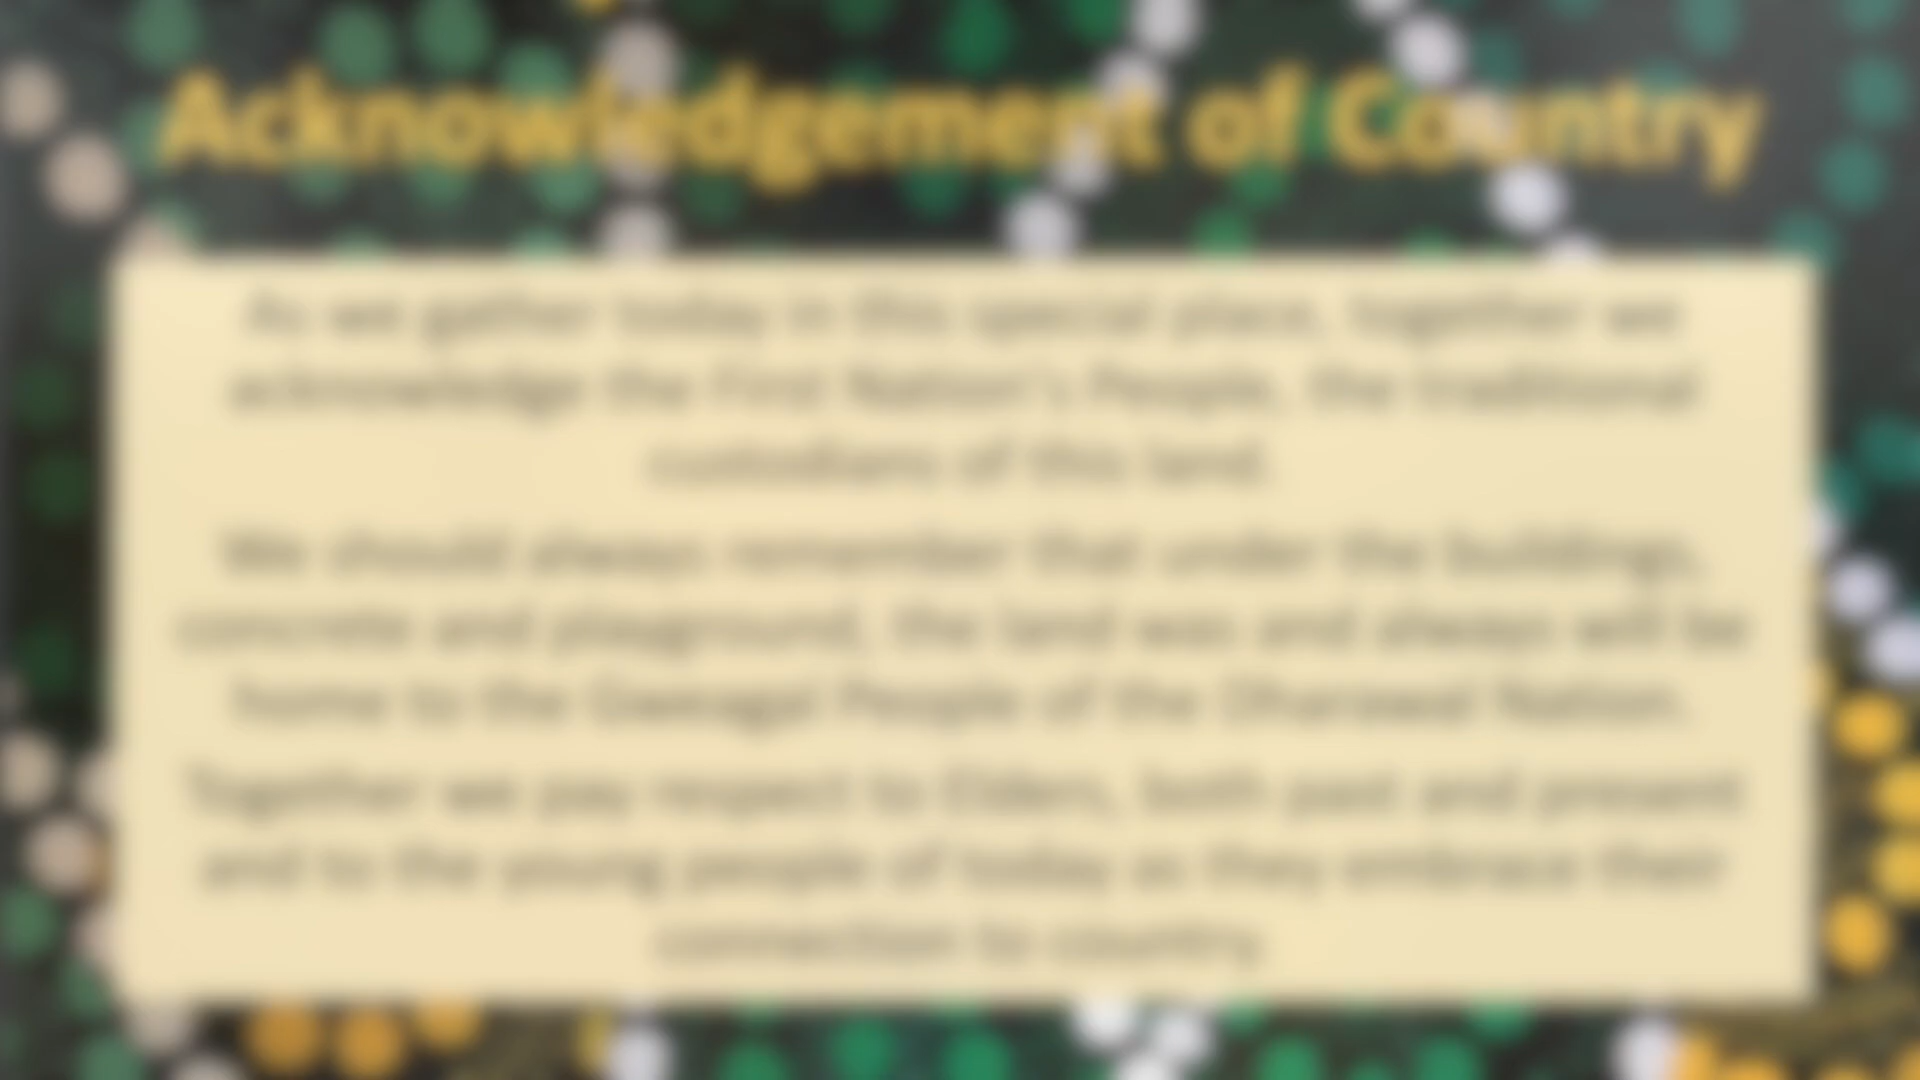 Acknowledgement of Country
As we gather today in this special place, together we
acknowledge the First Nation's People, the traditional
custodians of this land.
We should always remember that under the buildings,
concrete and playground, the land was and always will be
home to the Gweagal People of the Dharawal Nation.
Together we pay respect to Elders, both past and present
and to the young people of today as they embrace their
connection to country.